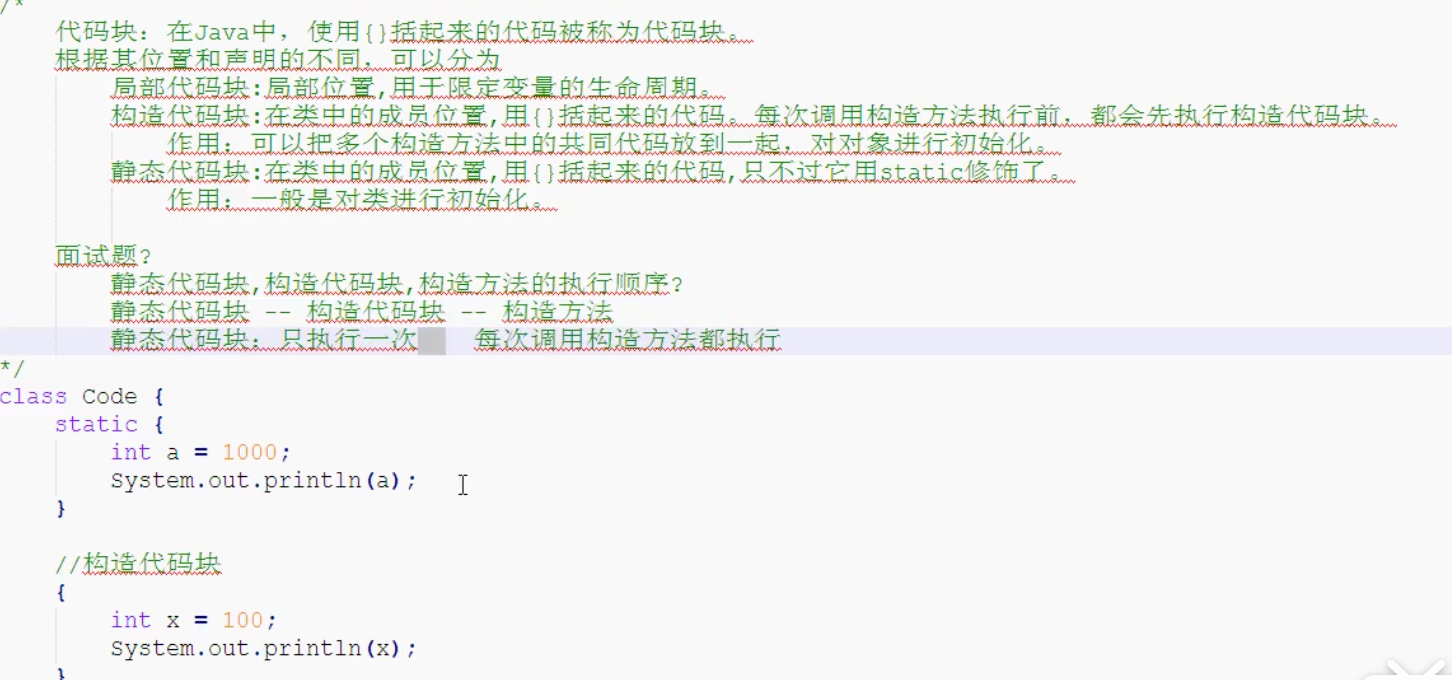 /*
代码块：在Java中，使用{}括起来的代码被称为代码块。
根据其位置和声明的不同，可以分为
局部代码块:局部位置,用于限定变量的生命周期。
构造代码块:在类中的成员位置,用{}括起来的代码。每次调用构造方法执行前，都会先执行构造代码块。
作用：可以把多个构造方法中的共同代码放到一起，对对象进行初始化。
静态代码块:在类中的成员位置,用{}括起来的代码,只不过它用static修饰了。
作用：一般是对类进行初始化。
面试题?
静态代码块,构造代码块,构造方法的执行顺序?
静态代码块 -- 构造代码块 -- 构造方法
静态代码块：只执行一次 每次调用构造方法都执行
*/
class Code {
static {
int a = 1000;
System.out.println(a);
}
//构造代码块
{
int x = 100;
System.out.println(x);
}